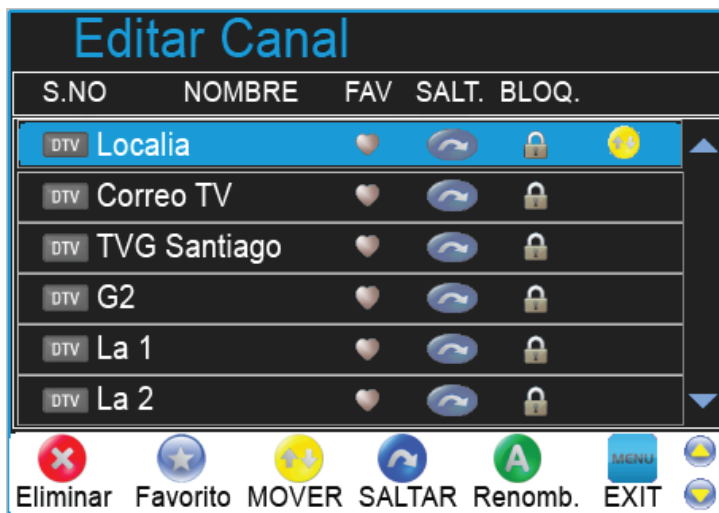 Editar Canal
S.NO NOMBRE FAV SALT. BLOQ.
DTV Localia
DTV Correo TV
DTV TVG Santiago
DTV G2
DTV La 1
DTV La 2
A MENU
Eliminar Favorito MOVER SALTAR Renomb. EXIT